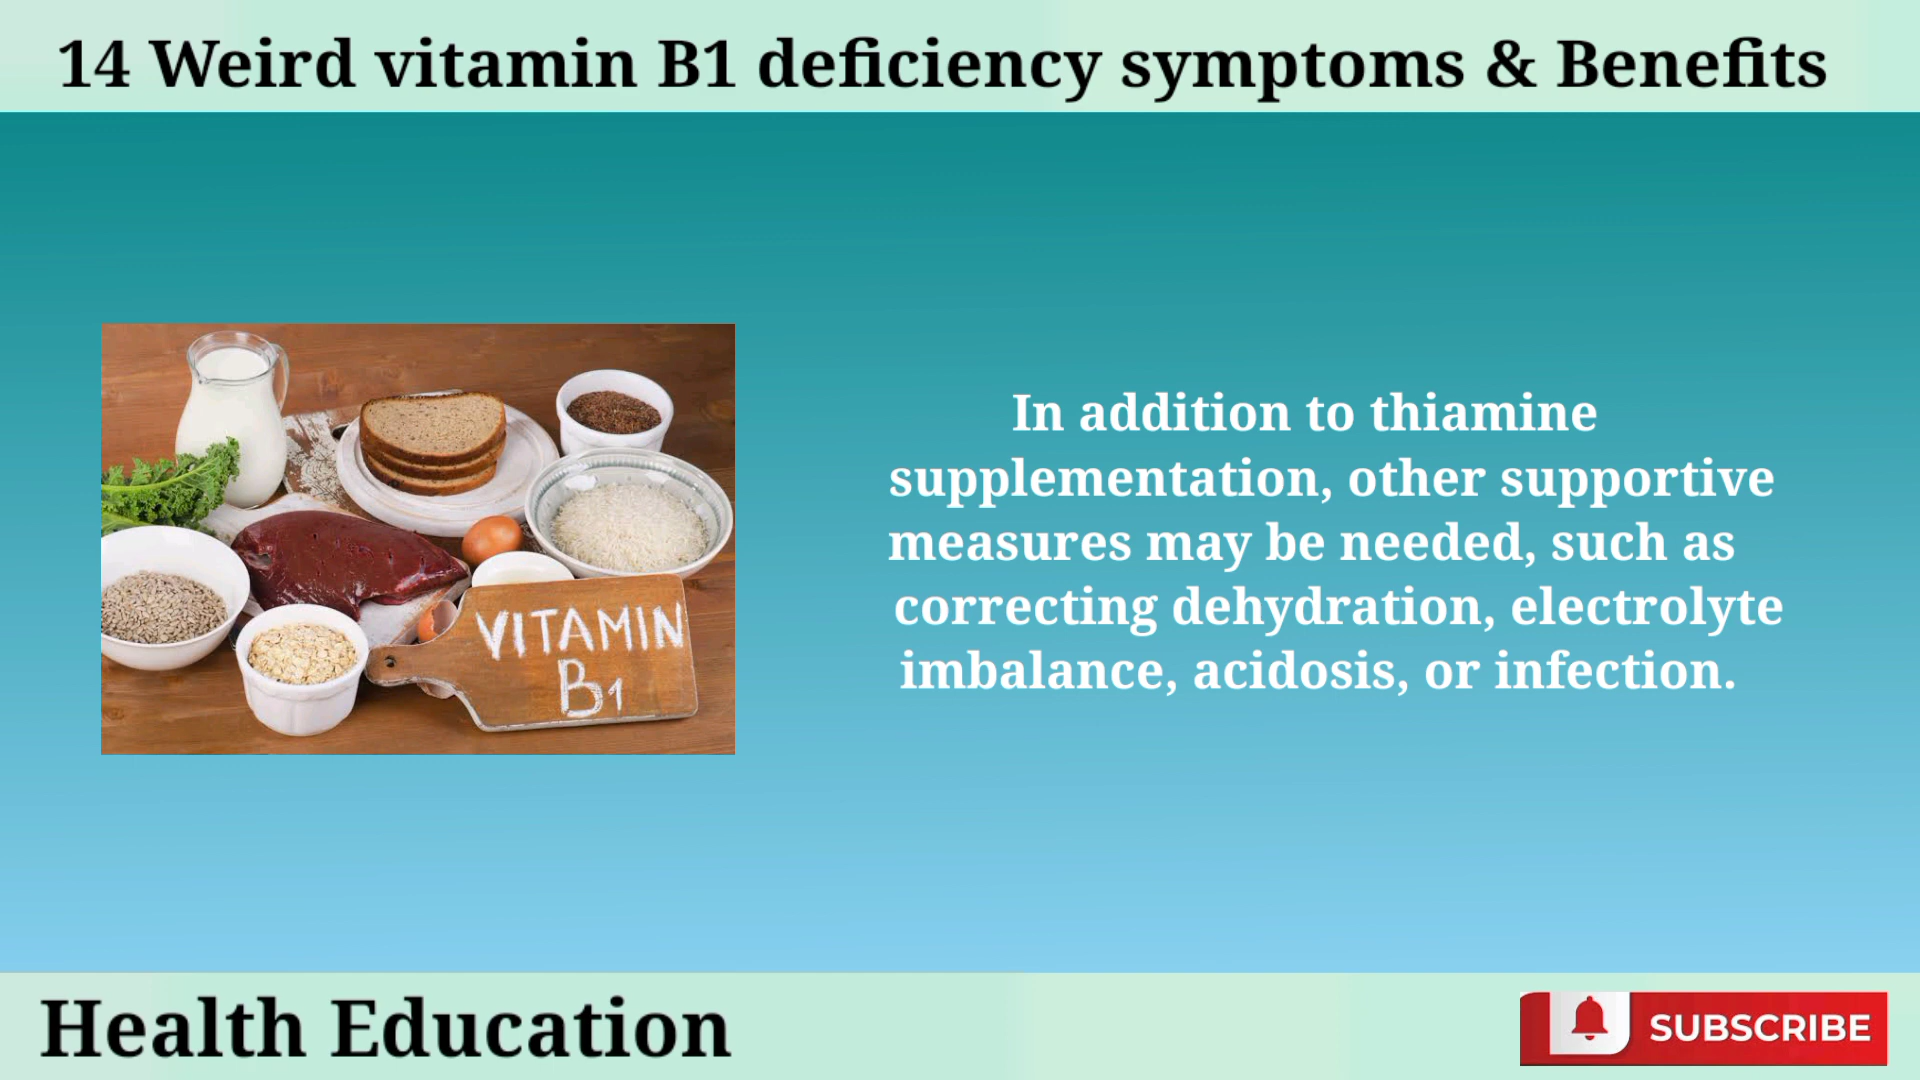 14 Weird vitamin B1 deficiency symptoms & Benefits
VITAMIN
B1
In addition to thiamine
supplementation, other supportive
measures may be needed, such as
correcting dehydration, electrolyte
imbalance, acidosis, or infection.
Health Education
SUBSCRIBE